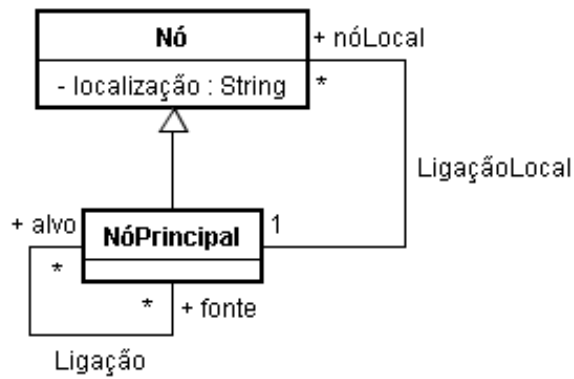 Nó
+ nóLocal
- localização : String
*
LigaçãoLocal
+ alvo
NóPrincipal
1
*
*
+ fonte
Ligação